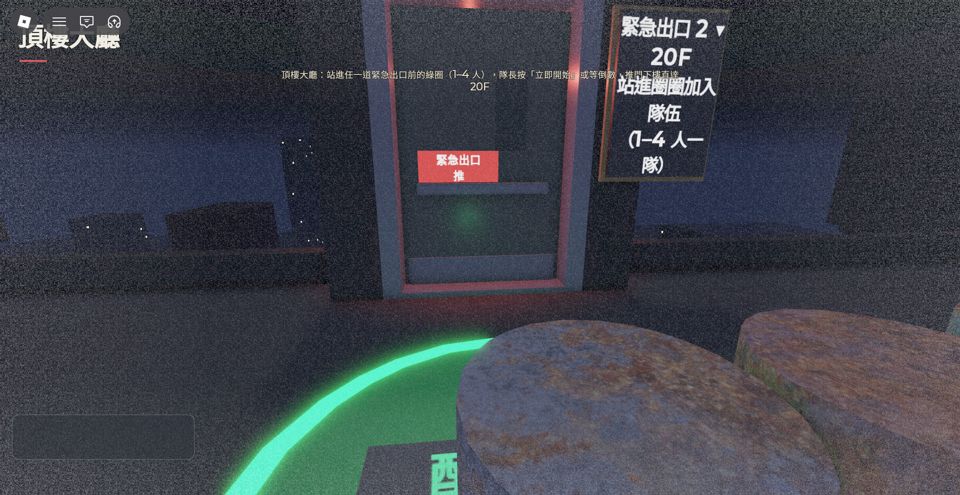 頂樓大廳
頂樓大廳：站進任一道緊急出口前的綠圈（1–4 人），隊長按「立即開始」或等倒數、推門下樓直達
20F
緊急出口 2 ▼
20F
站進圈圈加入
隊伍
（1–4 人一
隊）
緊急出口
推